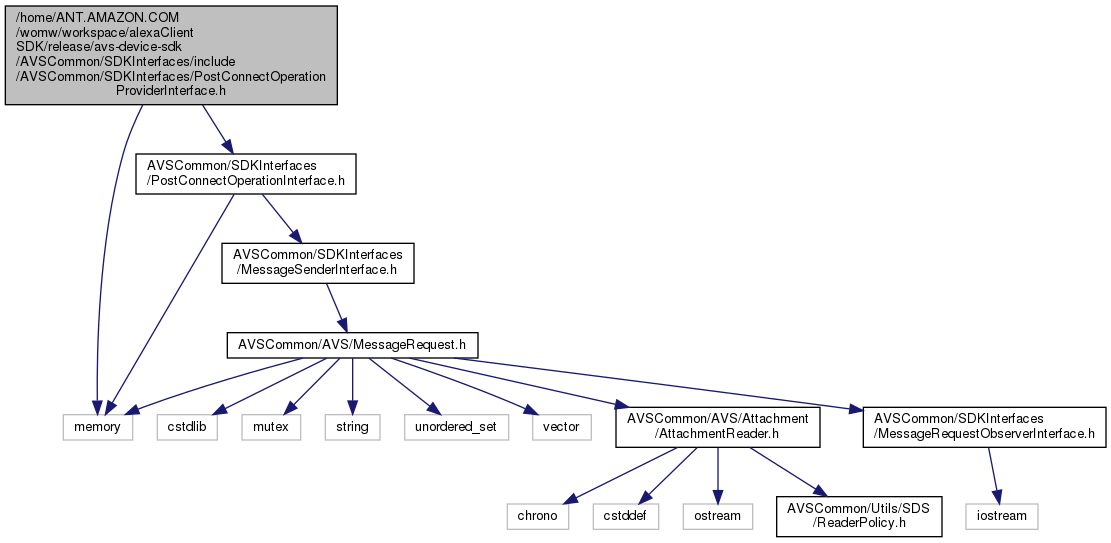 /home/ANT.AMAZON.COM
/womw/workspace/alexaClient
SDK/release/avs-device-sdk
/AVSCommon/SDKInterfaces/include
/AVSCommon/SDKInterfaces/PostConnectOperation
ProviderInterface.h
AVSCommon/SDKInterfaces
/PostConnectOperationInterface.h
AVSCommon/SDKInterfaces
/MessageSenderInterface.h
AVSCommon/AVS/MessageRequest.h
memory
cstdlib
mutex
string
unordered_set
vector
AVSCommon/AVS/Attachment
/AttachmentReader.h
AVSCommon/SDKInterfaces
/MessageRequestObserverInterface.h
chrono
cstddef
ostream
AVSCommon/Utils/SDS
/ReaderPolicy.h
iostream